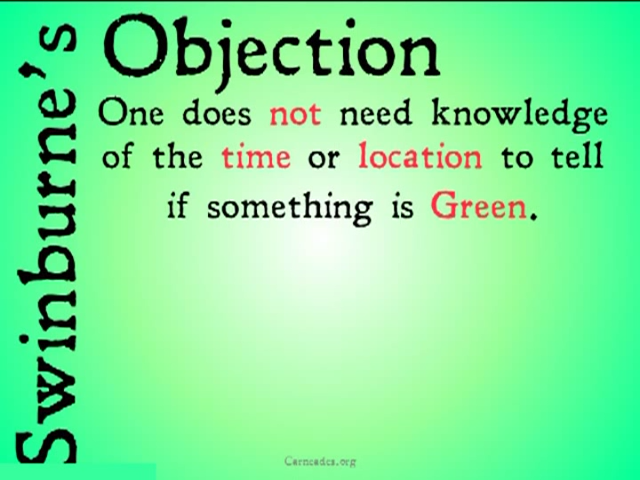 Swinburne's
Objection
One does not need knowledge
of the time or location to tell
if something is Green.
Carneades.org